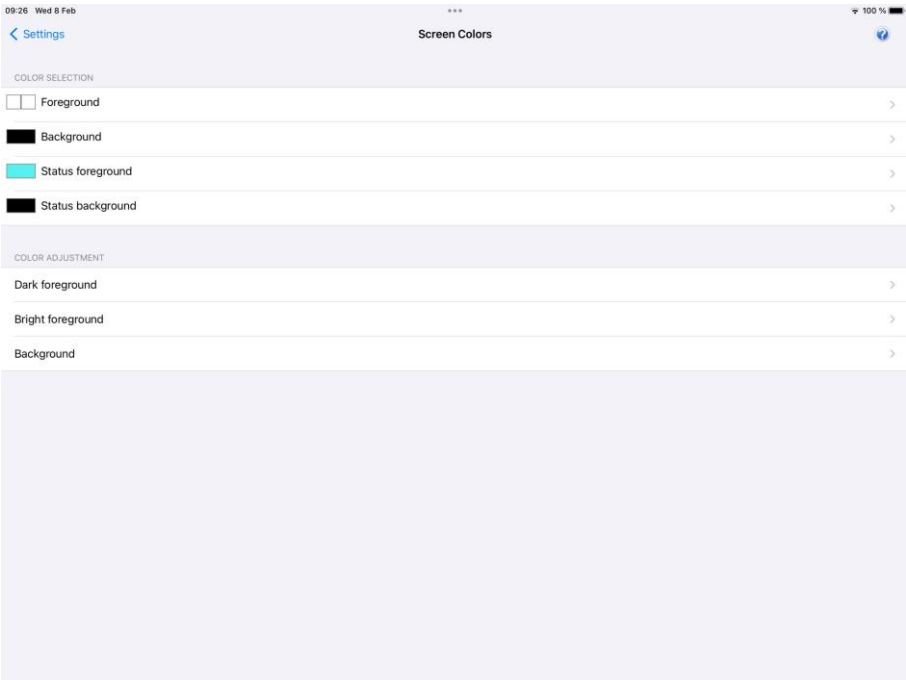 09:26 Wed 8 Feb
100 %
Settings
Screen Colors
?
COLOR SELECTION
Foreground
Background
Status foreground
Status background
COLOR ADJUSTMENT
Dark foreground
Bright foreground
Background